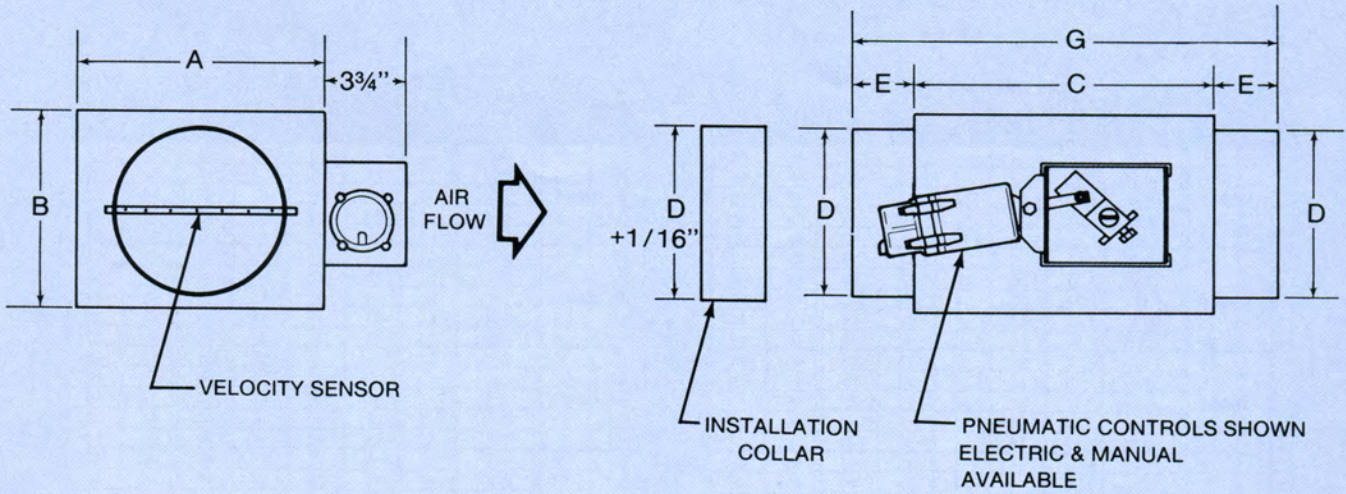 A
3¾"
B
VELOCITY SENSOR
AIR
FLOW
D
+1/16"
INSTALLATION
COLLAR
G
E
C
E
D
D
PNEUMATIC CONTROLS SHOWN
ELECTRIC & MANUAL
AVAILABLE